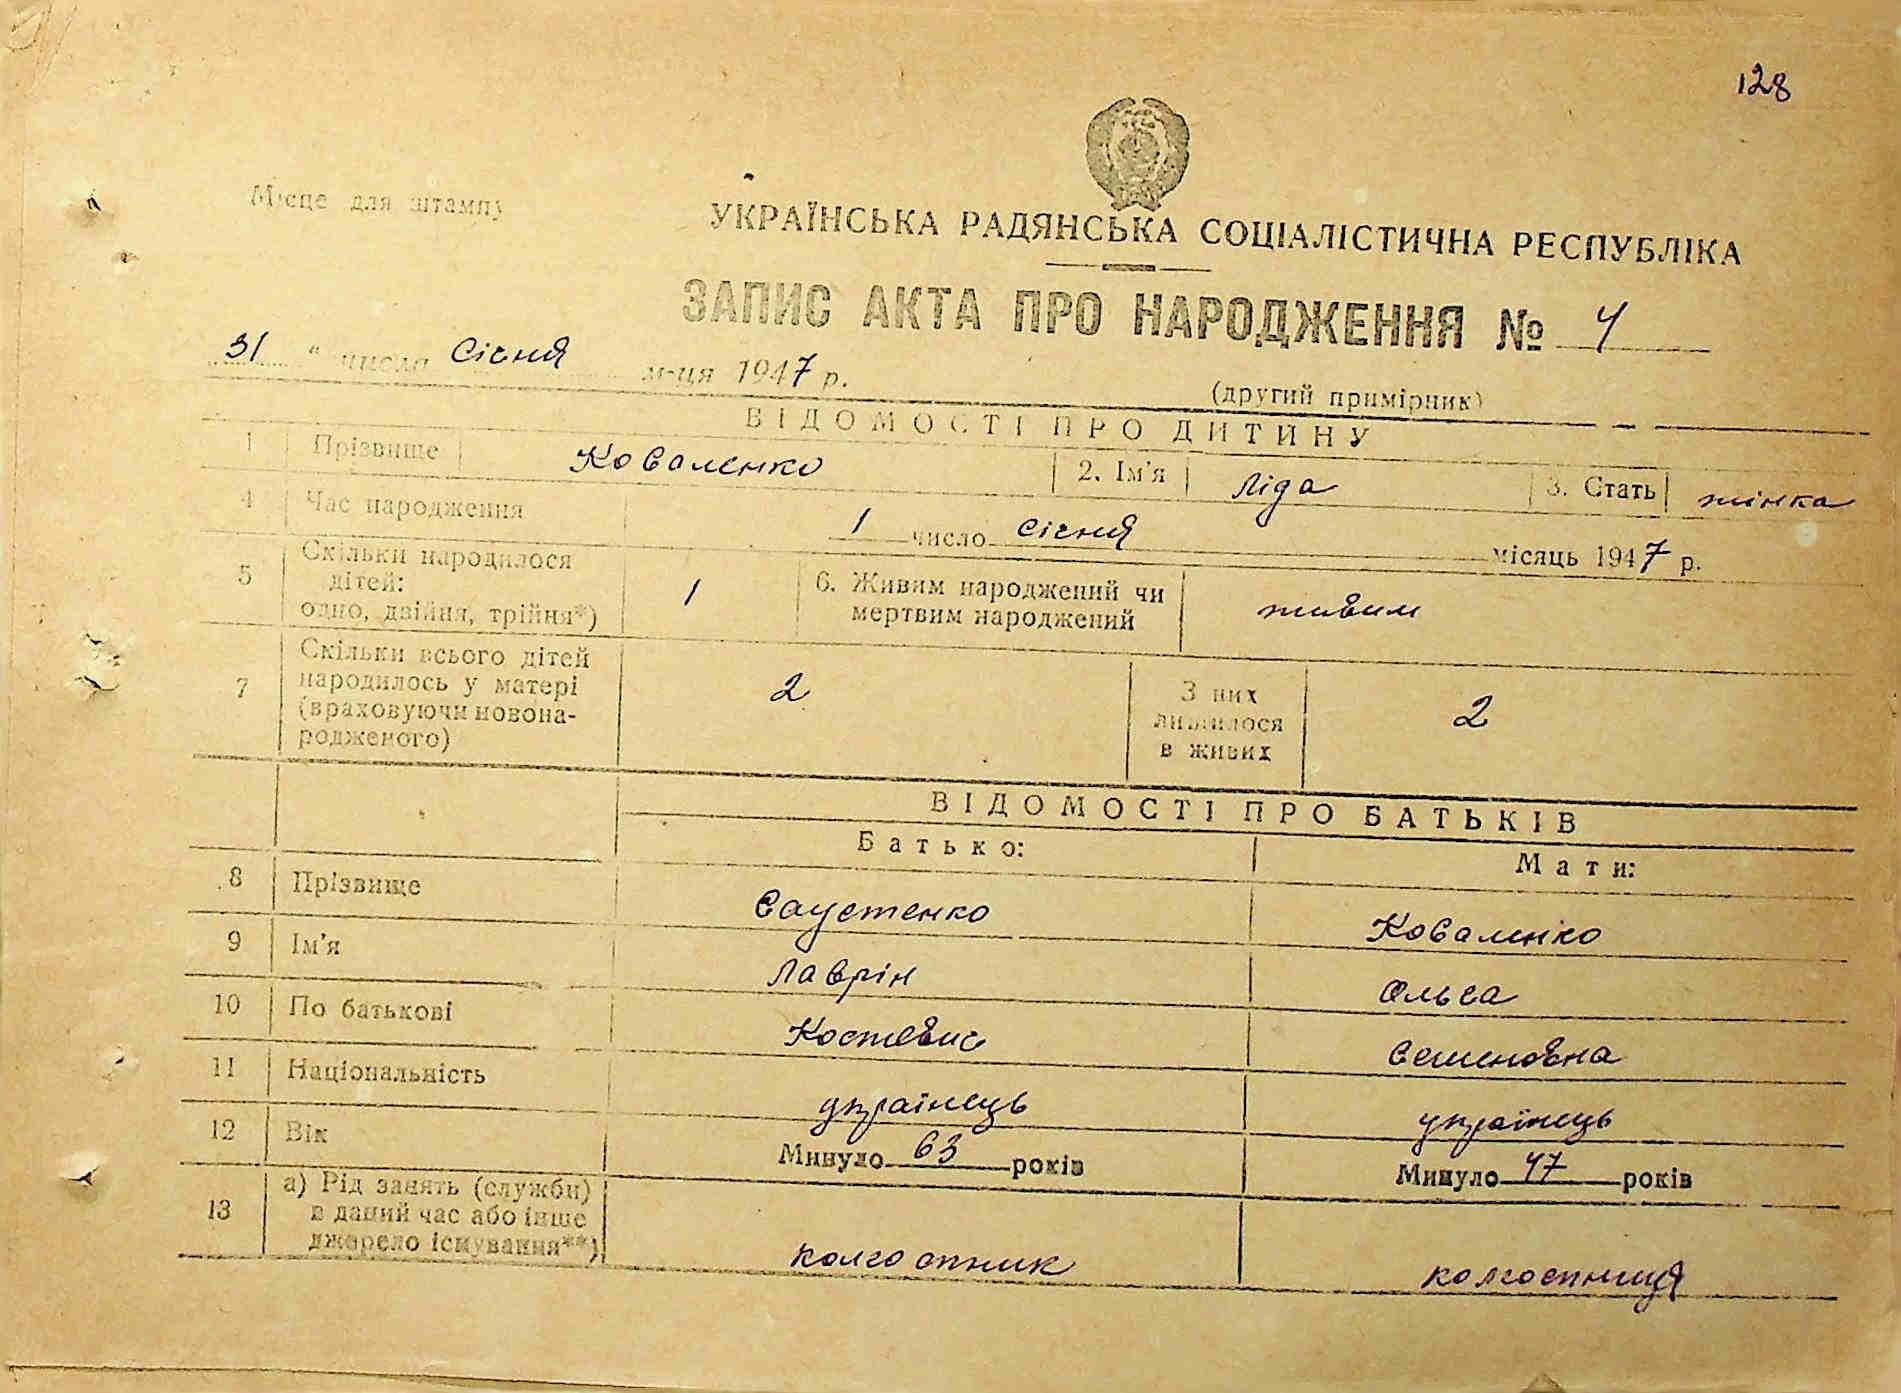 128
Місце для штампу
УКРАЇНСЬКА РАДЯНСЬКА СОЦІАЛІСТИЧНА РЕСПУБЛІКА
ЗАПИС АКТА ПРО НАРОДЖЕННЯ № 4
31 " числа Січня м-ця 1947 р.
(другий примірник)
ВІДОМОСТІ ПРО ДИТИНУ
1 Прізвище Коваленко 2. Ім'я Ліда 3. Стать жінка
4 Час народження 1 число січня місяць 1947 р.
5 Скільки народилося
дітей:
одно, двійня, трійня*) 1
6. Живим народжений чи
мертвим народжений живим
7 Скільки всього дітей
народилось у матері
(враховуючи новона-
родженого) 2
З них
лишилося
в живих 2
ВІДОМОСТІ ПРО БАТЬКІВ
Батько: Мати:
8 Прізвище Саустенко Коваленко
9 Ім'я Лаврін Ольга
10 По батькові Костєвич Семеновна
11 Національність українець українець
12 Вік Минуло 63 років Минуло 47 років
13 а) Рід занять (служби)
в даний час або інше
джерело існування**) колгоспник колгоспниця